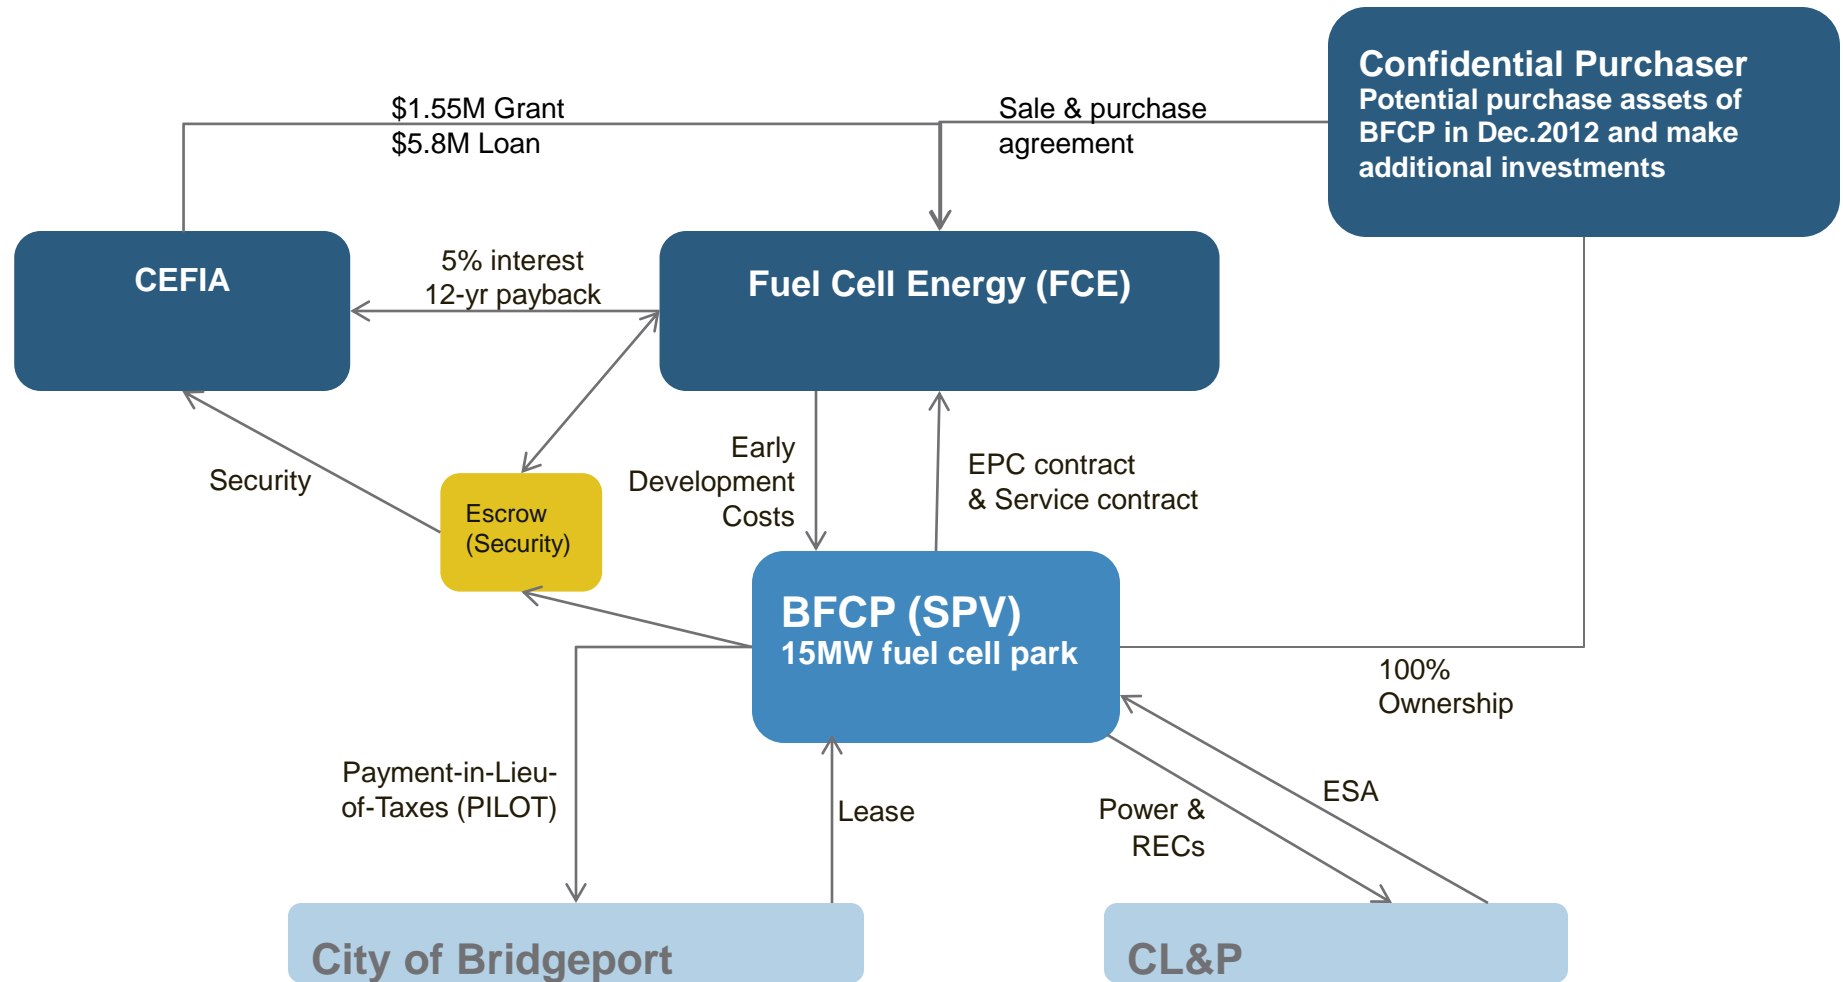 Confidential Purchaser
Potential purchase assets of
BFCP in Dec.2012 and make
additional investments
$1.55M Grant
$5.8M Loan
Sale & purchase
agreement
CEFIA
5% interest
12-yr payback
Fuel Cell Energy (FCE)
Security
Escrow
(Security)
Early
Development
Costs
EPC contract
& Service contract
BFCP (SPV)
15MW fuel cell park
100%
Ownership
Payment-in-Lieu-
of-Taxes (PILOT)
Lease
Power &
RECs
ESA
City of Bridgeport
CL&P